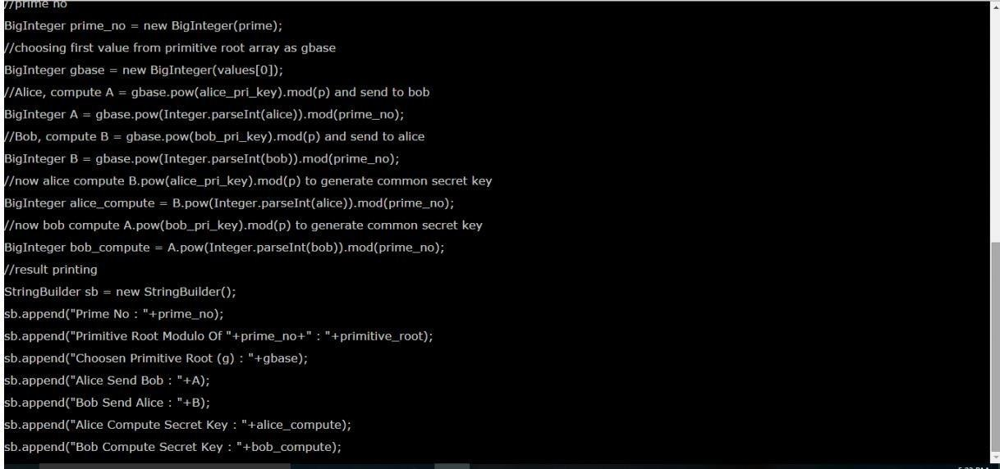 //prime no
BigInteger prime_no = new BigInteger(prime);
//choosing first value from primitive root array as gbase
BigInteger gbase = new BigInteger(values[0]);
//Alice, compute A = gbase.pow(alice_pri_key).mod(p) and send to bob
BigInteger A = gbase.pow(Integer.parseInt(alice)).mod(prime_no);
//Bob, compute B = gbase.pow(bob_pri_key).mod(p) and send to alice
BigInteger B = gbase.pow(Integer.parseInt(bob)).mod(prime_no);
//now alice compute B.pow(alice_pri_key).mod(p) to generate common secret key
BigInteger alice_compute = B.pow(Integer.parseInt(alice)).mod(prime_no);
//now bob compute A.pow(bob_pri_key).mod(p) to generate common secret key
BigInteger bob_compute = A.pow(Integer.parseInt(bob)).mod(prime_no);
//result printing
StringBuilder sb = new StringBuilder();
sb.append("Prime No : "+prime_no);
sb.append("Primitive Root Modulo Of "+prime_no+" : "+primitive_root);
sb.append("Choosen Primitive Root (g) : "+gbase);
sb.append("Alice Send Bob : "+A);
sb.append("Bob Send Alice : "+B);
sb.append("Alice Compute Secret Key : "+alice_compute);
sb.append("Bob Compute Secret Key : "+bob_compute);